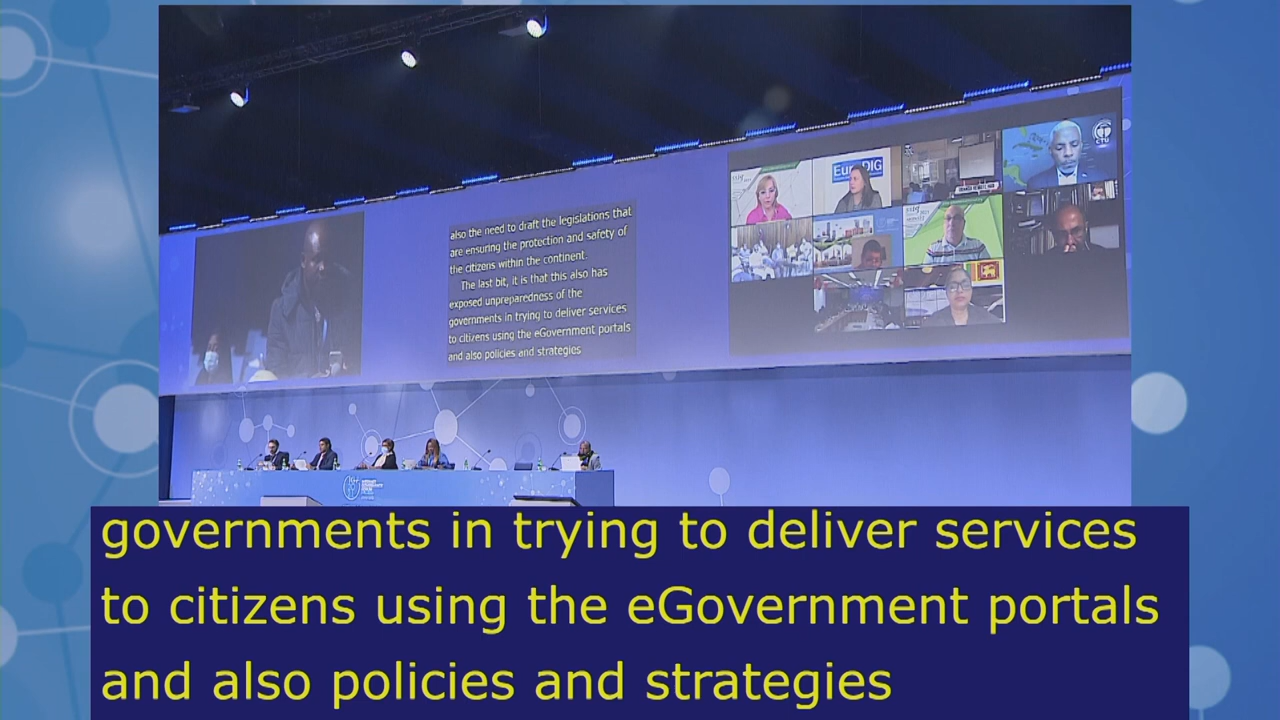 also the need to draft the legislations that
are ensuring the protection and safety of
the citizens within the continent.
The last bit, it is that this also has
exposed unpreparedness of the
governments in trying to deliver services
to citizens using the eGovernment portals
and also policies and strategies
EuroDIG
CTU
governments in trying to deliver services
to citizens using the eGovernment portals
and also policies and strategies